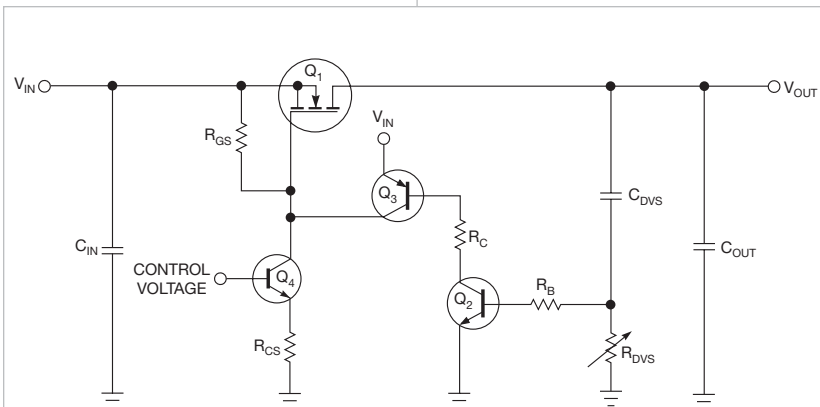 Q1
VIN
VOUT
VIN
RGS
Q3
CDVS
RC
CIN
COUT
CONTROL
VOLTAGE
Q4
RB
Q2
RCS
RDVS